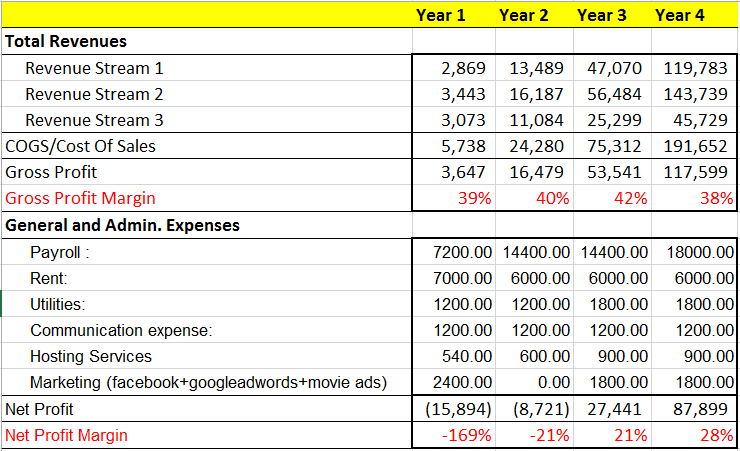 Year 1 Year 2 Year 3 Year 4
Total Revenues
Revenue Stream 1 2,869 13,489 47,070 119,783
Revenue Stream 2 3,443 16,187 56,484 143,739
Revenue Stream 3 3,073 11,084 25,299 45,729
COGS/Cost Of Sales 5,738 24,280 75,312 191,652
Gross Profit 3,647 16,479 53,541 117,599
Gross Profit Margin 39% 40% 42% 38%
General and Admin. Expenses
Payroll : 7200.00 14400.00 14400.00 18000.00
Rent: 7000.00 6000.00 6000.00 6000.00
Utilities: 1200.00 1200.00 1800.00 1800.00
Communication expense: 1200.00 1200.00 1200.00 1200.00
Hosting Services 540.00 600.00 900.00 900.00
Marketing (facebook+googleadwords+movie ads) 2400.00 0.00 1800.00 1800.00
Net Profit (15,894) (8,721) 27,441 87,899
Net Profit Margin -169% -21% 21% 28%